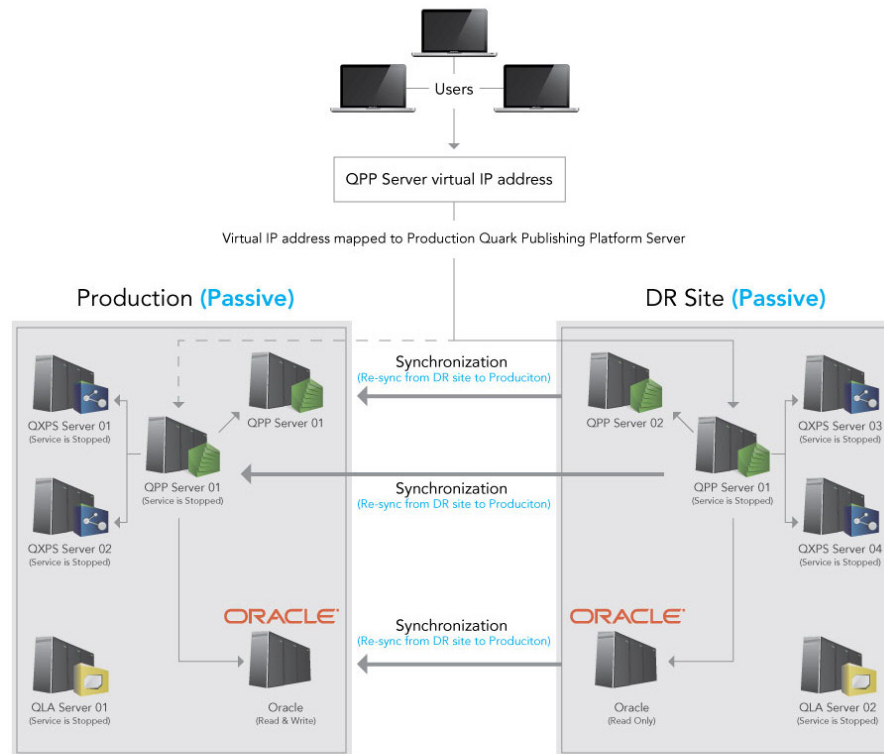 Users
QPP Server virtual IP address
Virtual IP address mapped to Production Quark Publishing Platform Server
Production (Passive)
DR Site (Passive)
QXPS Server 01
(Service is Stopped)
QPP Server 01
Synchronization
(Re-sync from DR site to Produciton)
QPP Server 02
QXPS Server 03
(Service is Stopped)
QPP Server 01
(Service is Stopped)
Synchronization
(Re-sync from DR site to Produciton)
QPP Server 01
(Service is Stopped)
QXPS Server 02
(Service is Stopped)
QXPS Server 04
(Service is Stopped)
ORACLE
Synchronization
(Re-sync from DR site to Produciton)
ORACLE
QLA Server 01
(Service is Stopped)
Oracle
(Read & Write)
Oracle
(Read Only)
QLA Server 02
(Service is Stopped)